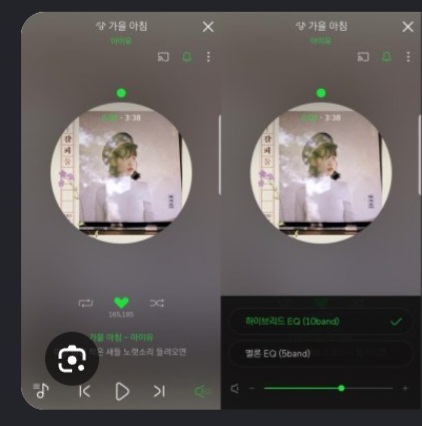 가을 아침
아이유
3:38
165,185
가을 아침 - 아이유
새들 노랫소리 들려오면
가을 아침
아이유
3:38
하이브리드 EQ (10band)
멜론 EQ (5band)